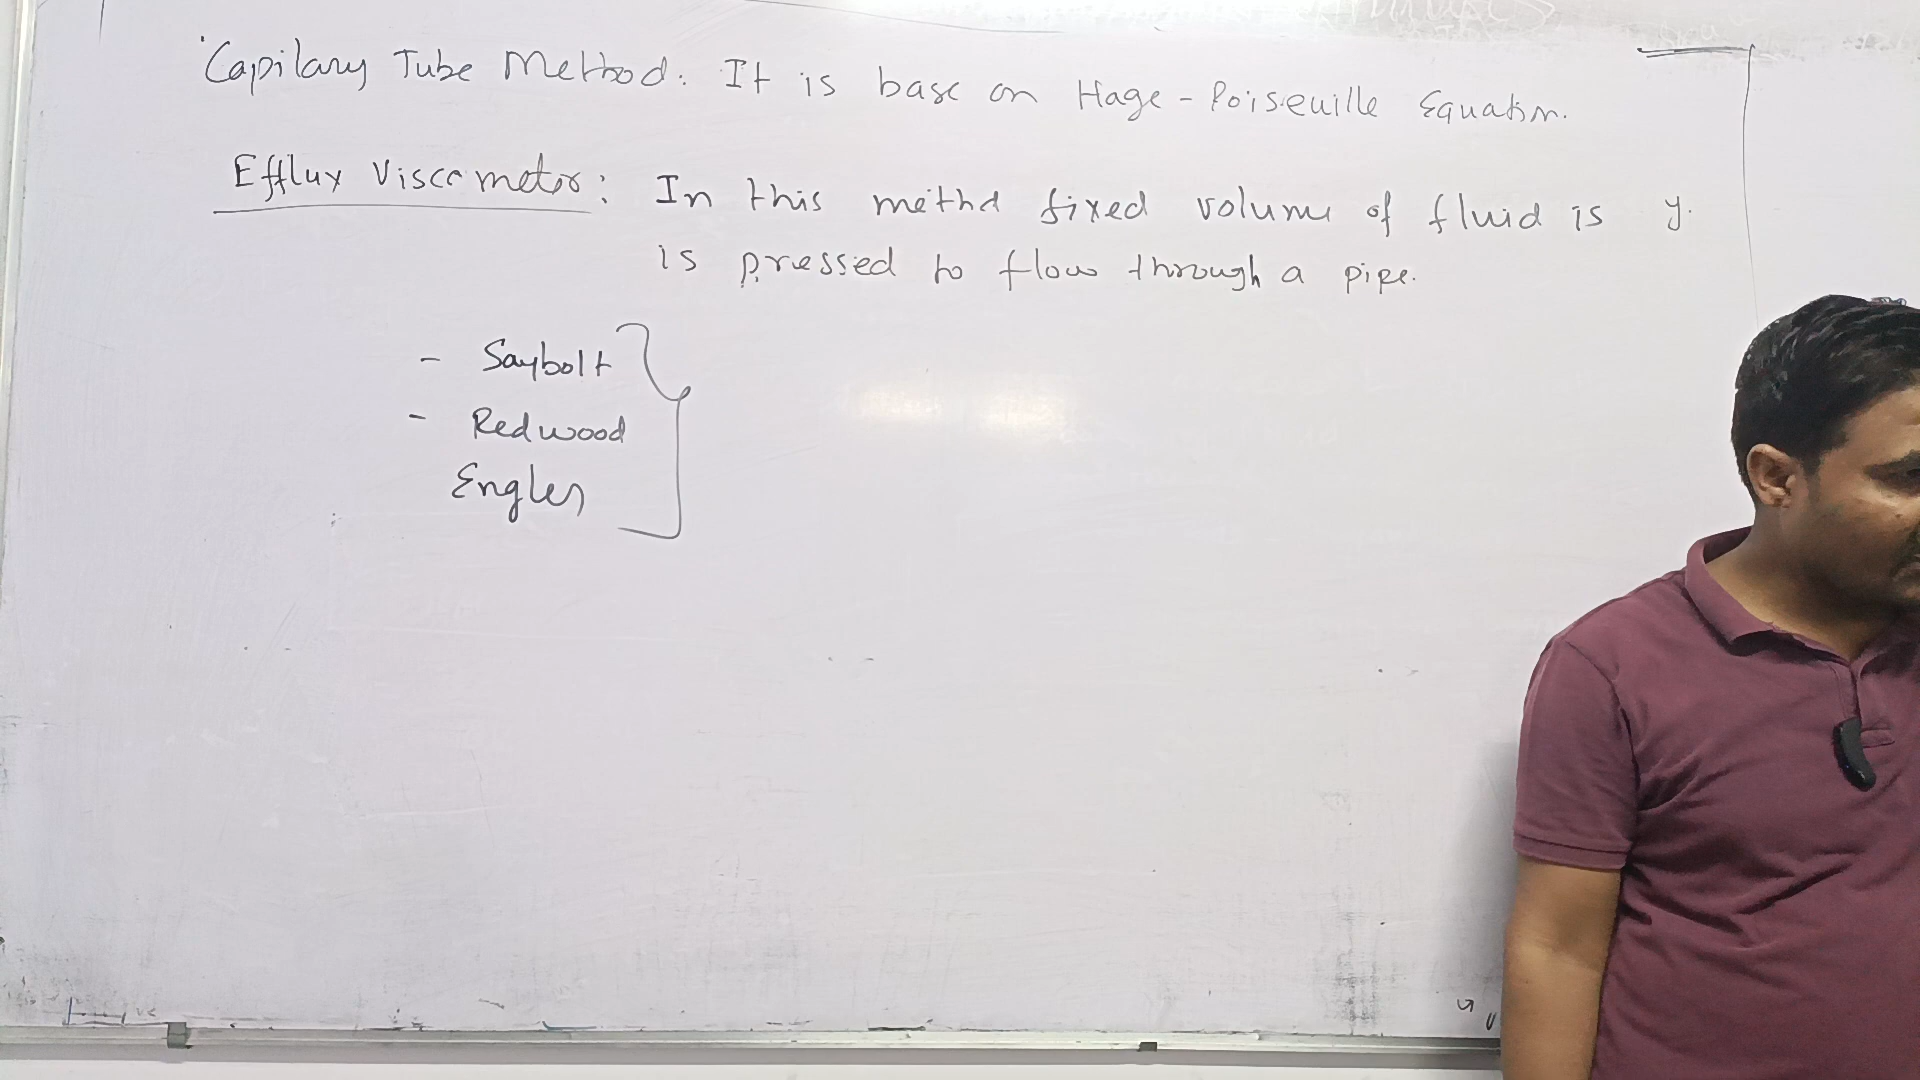 Capilary Tube Method: It is base on Hage-Poiseuille Equation.
Efflux Viscometer: In this methd fixed volume of fluid is y.
is pressed to flow through a pipe.
- Saybolt
- Redwood
Engler